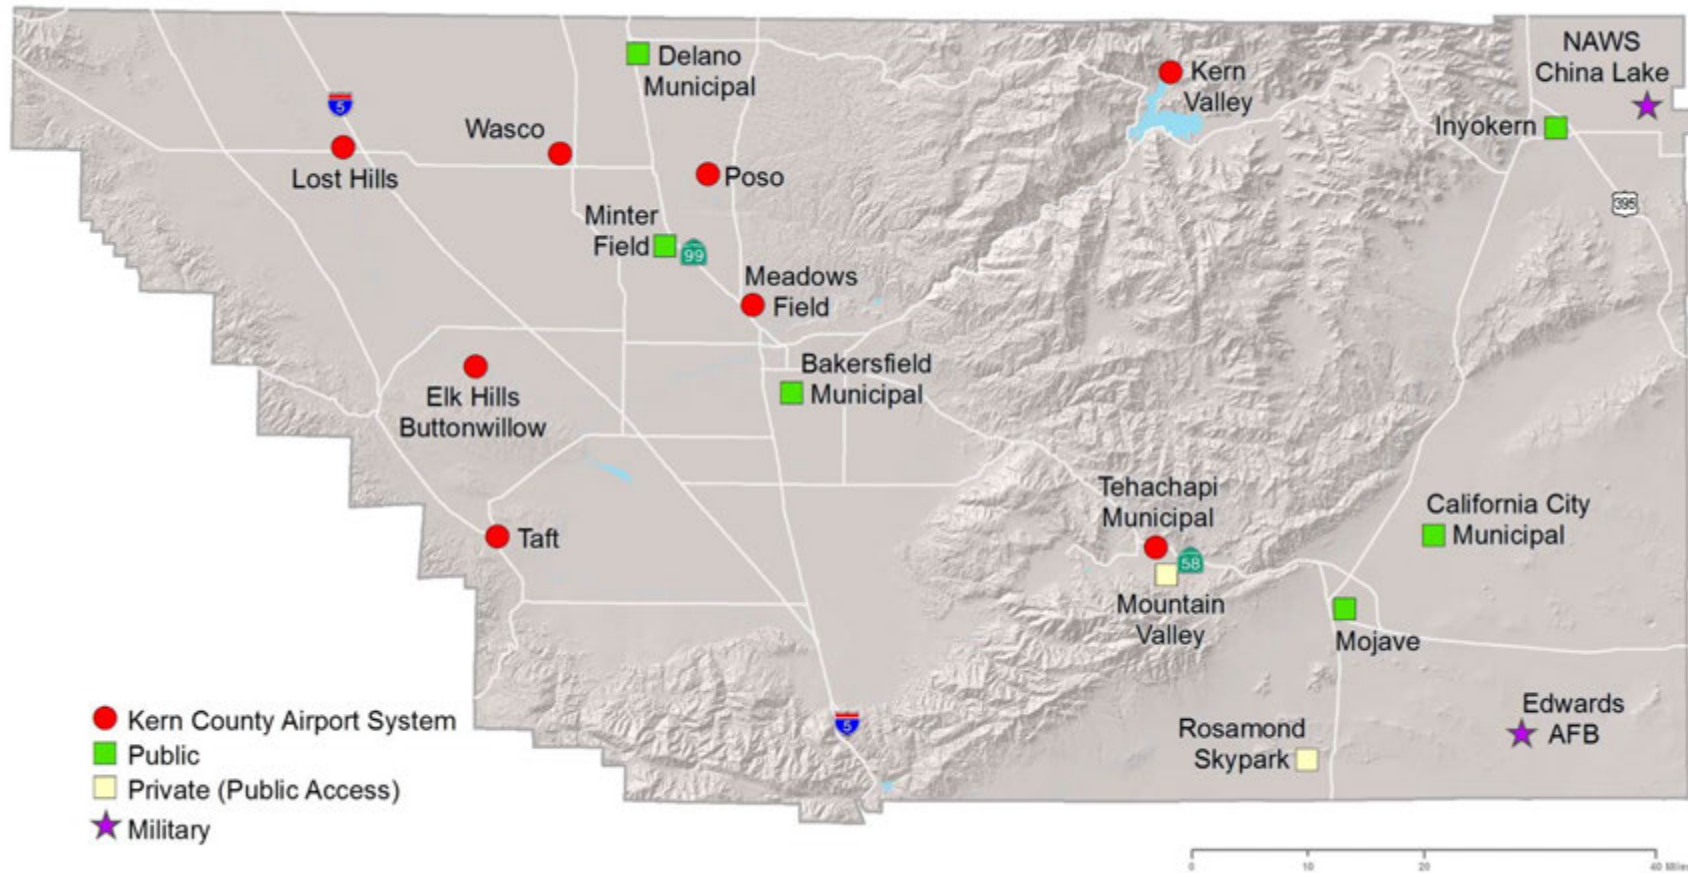 NAWS
China Lake
Delano
Municipal
Kern
Valley
5
Wasco
Inyokern
Lost Hills
Poso
395
Minter
Field
99
Meadows
Field
Bakersfield
Municipal
Elk Hills
Buttonwillow
Tehachapi
Municipal
California City
Municipal
Taft
58
Mountain
Valley
Mojave
Edwards
AFB
5
Rosamond
Skypark
Kern County Airport System
Public
Private (Public Access)
Military
0 10 20 40 Miles